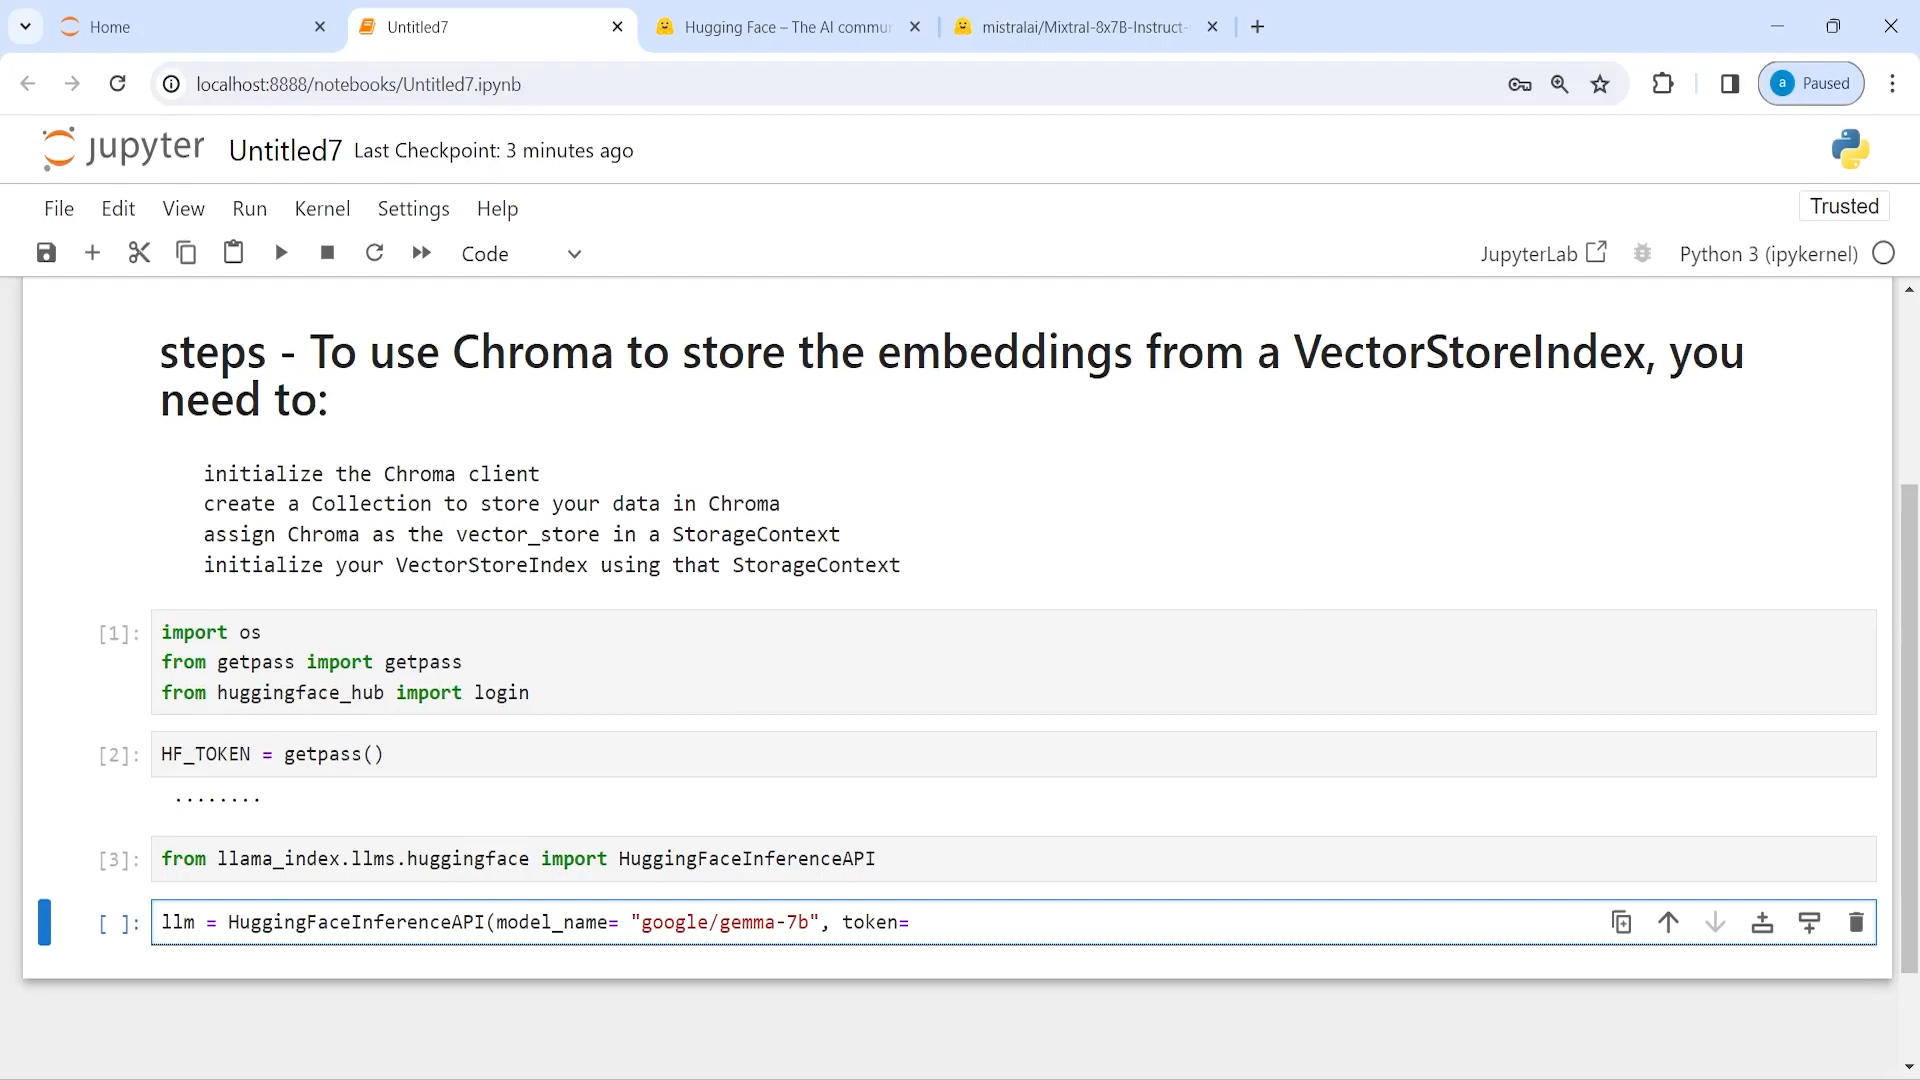 Home
Untitled7
Hugging Face – The AI commu
mistralai/Mixtral-8x7B-Instruct-
localhost:8888/notebooks/Untitled7.ipynb
a Paused
jupyter Untitled7 Last Checkpoint: 3 minutes ago
File Edit View Run Kernel Settings Help
Trusted
Code
JupyterLab
Python 3 (ipykernel)
steps - To use Chroma to store the embeddings from a VectorStoreIndex, you
need to:
initialize the Chroma client
create a Collection to store your data in Chroma
assign Chroma as the vector_store in a StorageContext
initialize your VectorStoreIndex using that StorageContext
[1]: import os
from getpass import getpass
from huggingface_hub import login
[2]: HF_TOKEN = getpass()
........
[3]: from llama_index.llms.huggingface import HuggingFaceInferenceAPI
[ ]: llm = HuggingFaceInferenceAPI(model_name= "google/gemma-7b", token=